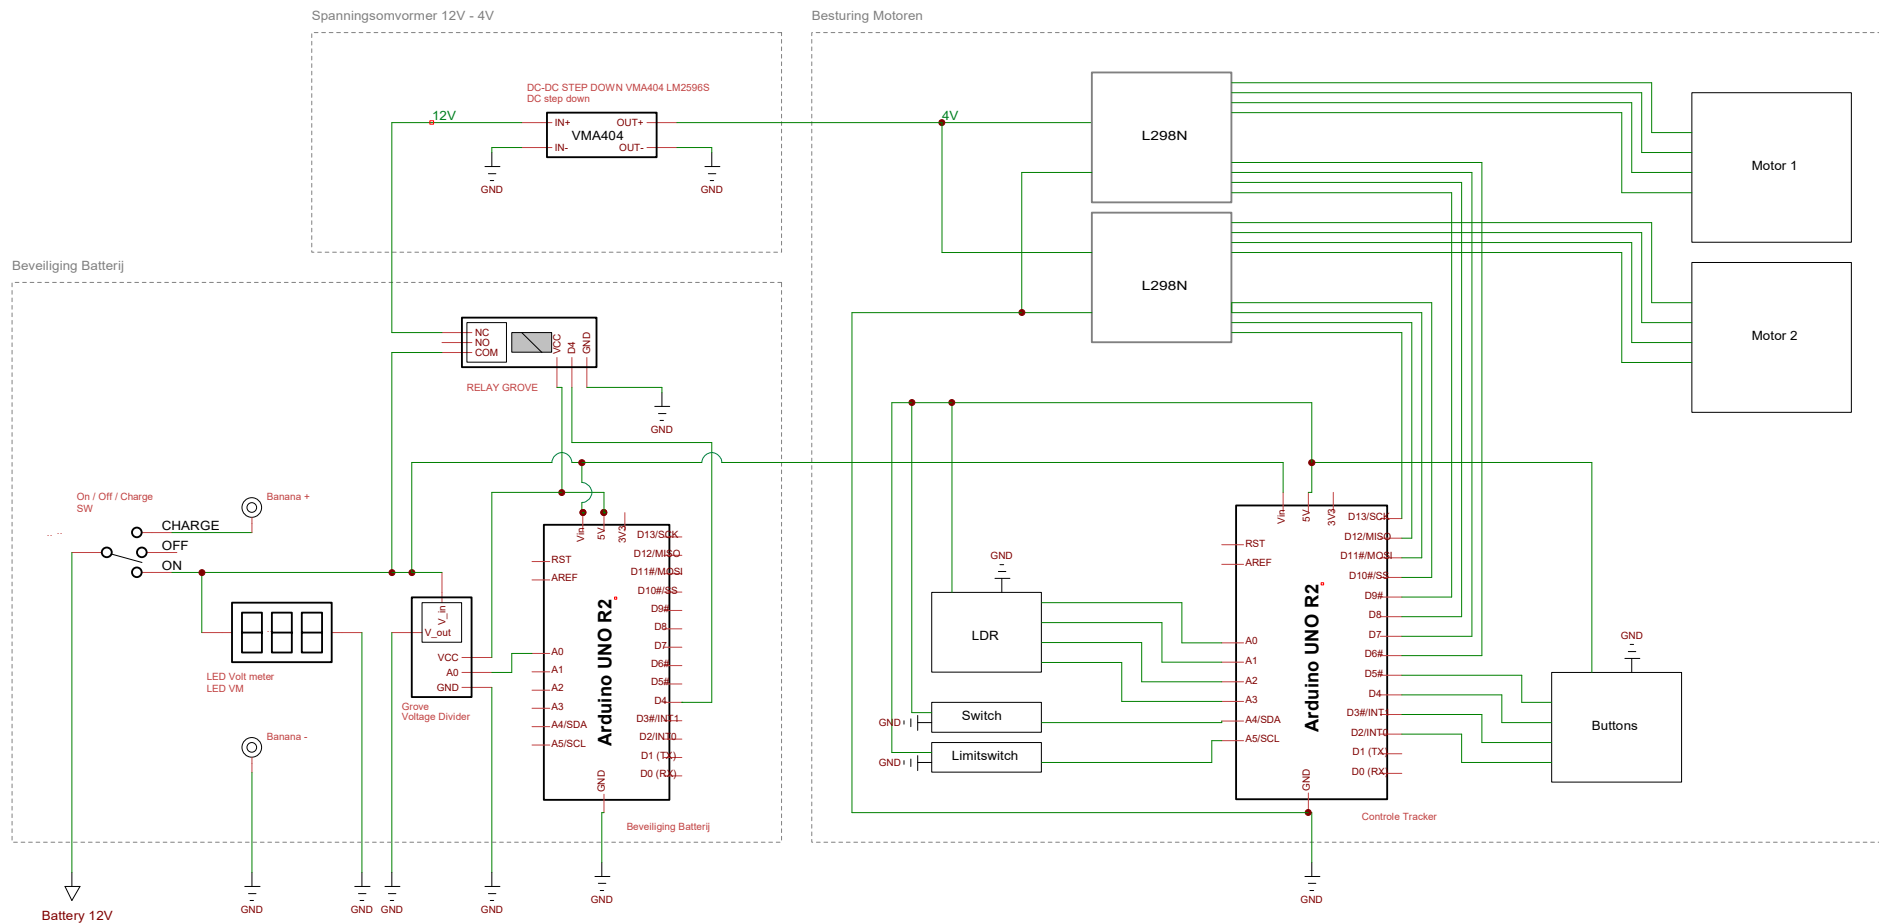 Spanningsomvormer 12V - 4V
Besturing Motoren
DC-DC STEP DOWN VMA404 LM2596S
DC step down
12V
IN+
OUT+
VMA404
IN-
OUT-
GND
GND
4V
L298N
L298N
Motor 1
Motor 2
Beveiliging Batterij
NC
NO
COM
VCC
D4
GND
RELAY GROVE
GND
On / Off / Charge
SW
Banana +
CHARGE
OFF
ON
LED Volt meter
LED VM
V_in
V_out
VCC
A0
GND
Grove
Voltage Divider
Banana -
Vin
5V
3V3
RST
AREF
A0
A1
A2
A3
A4/SDA
A5/SCL
Arduino UNO R2
D13/SCK
D12/MISO
D11#/MOSI
D10#/SS
D9#
D8
D7
D6#
D5#
D4
D3#/INT1
D2/INT0
D1 (TX)
D0 (RX)
GND
Beveiliging Batterij
GND
LDR
GND
Switch
GND
Limitswitch
Vin
5V
3V3
RST
AREF
A0
A1
A2
A3
A4/SDA
A5/SCL
Arduino UNO R2
D13/SCK
D12/MISO
D11#/MOSI
D10#/SS
D9#
D8
D7
D6#
D5#
D4
D3#/INT1
D2/INT0
D1 (TX)
D0 (RX)
GND
Controle Tracker
GND
Buttons
Battery 12V
GND
GND
GND
GND
GND
GND